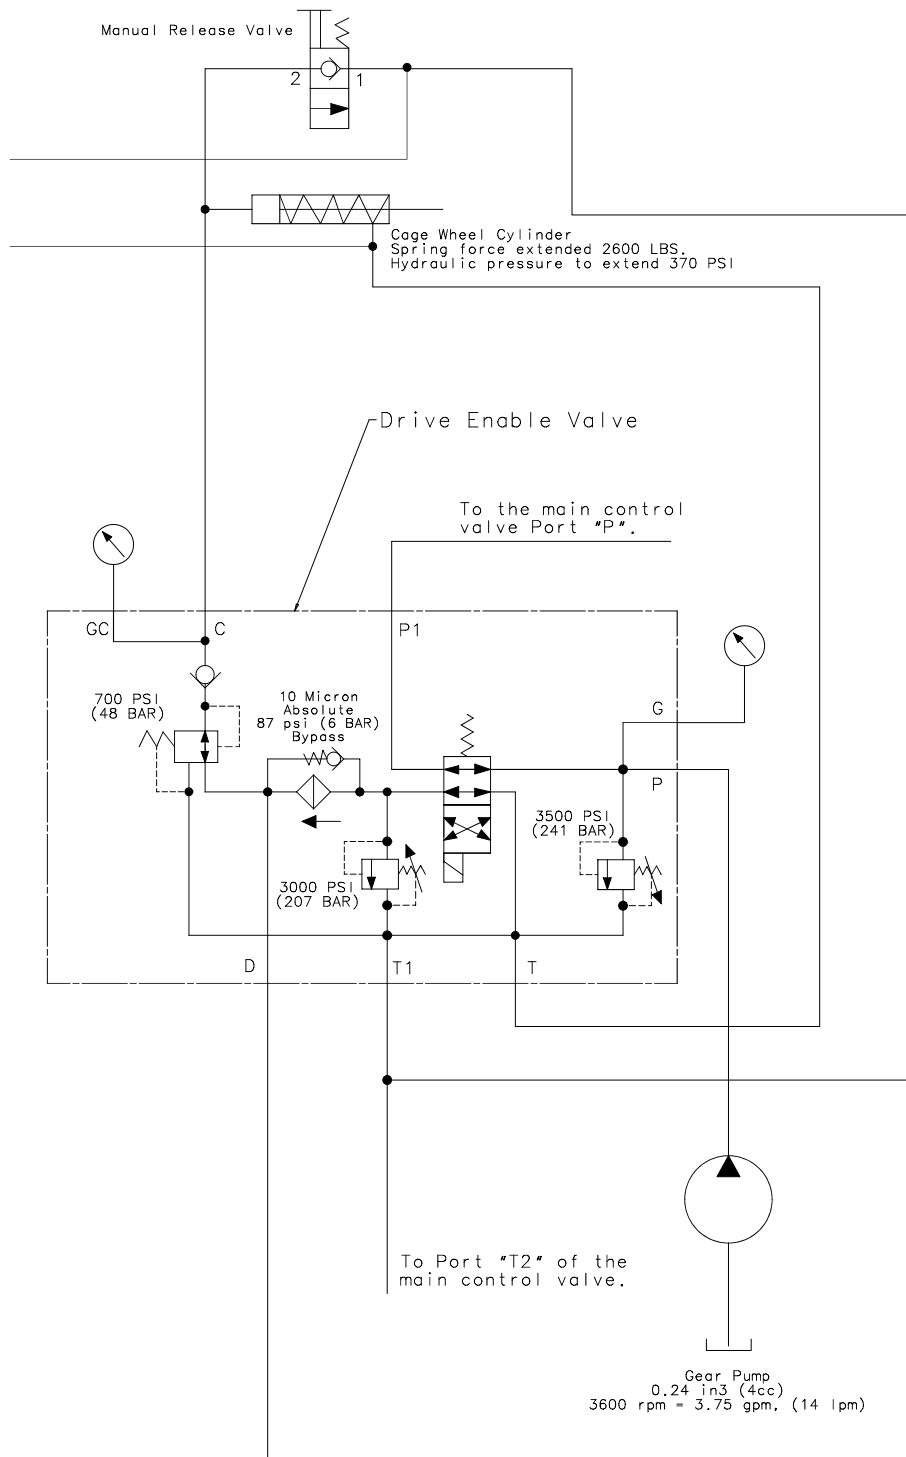 Manual Release Valve
2
1
Cage Wheel Cylinder
Spring force extended 2600 LBS.
Hydraulic pressure to extend 370 PSI
Drive Enable Valve
To the main control
valve Port "P".
GC
C
P1
700 PSI
(48 BAR)
10 Micron
Absolute
87 psi (6 BAR)
Bypass
G
P
3500 PSI
(241 BAR)
3000 PSI
(207 BAR)
D
T1
T
To Port "T2" of the
main control valve.
Gear Pump
0.24 in3 (4cc)
3600 rpm = 3.75 gpm, (14 lpm)